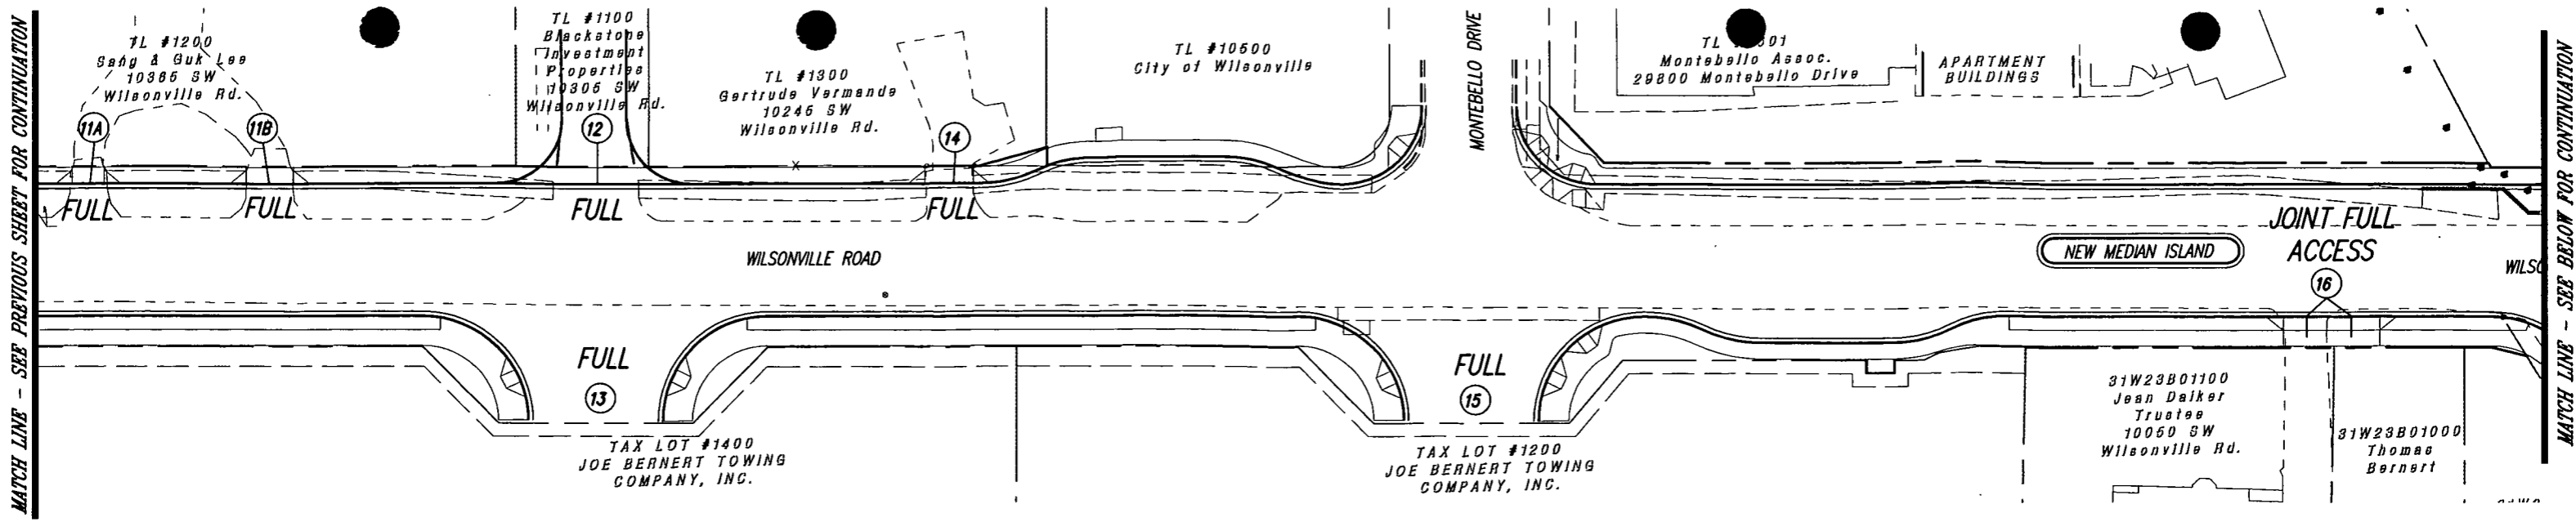 MATCH LINE - SEE PREVIOUS SHEET FOR CONTINUATION
TL #1200
Sang & Guk Lee
10365 SW
Wilsonville Rd.
11A
11B
FULL
FULL
TL #1100
Blackstone
Investment
Properties
10305 SW
Wilsonville Rd.
12
FULL
TL #1300
Gertrude Vermande
10245 SW
Wilsonville Rd.
14
FULL
TL #10500
City of Wilsonville
MONTEBELLO DRIVE
Montebello Assoc.
29800 Montebello Drive
APARTMENT
BUILDINGS
WILSONVILLE ROAD
NEW MEDIAN ISLAND
JOINT FULL
ACCESS
16
FULL
13
TAX LOT #1400
JOE BERNERT TOWING
COMPANY, INC.
FULL
15
TAX LOT #1200
JOE BERNERT TOWING
COMPANY, INC.
31W23B01100
Jean Daiker
Trustee
10050 SW
Wilsonville Rd.
31W23B01000
Thomas
Bernert
MATCH LINE - SEE BELOW FOR CONTINUATION